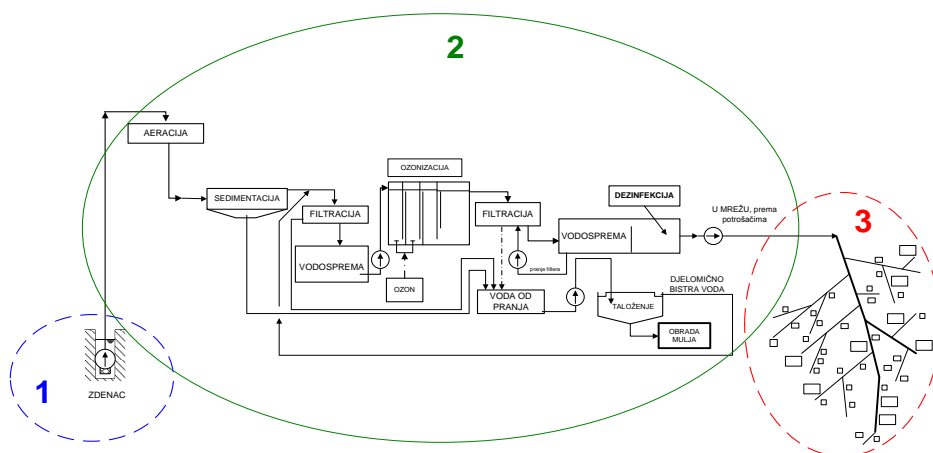 2
AERACIJA
OZONIZACIJA
SEDIMENTACIJA
DEZINFEKCIJA
FILTRACIJA
FILTRACIJA
U MREŽU, prema
potrošačima
3
VODOSPREMA
VODOSPREMA
pranje filtera
OZON
VODA OD
PRANJA
DJELOMIČNO
BISTRA VODA
TALOŽENJE
OBRADA
MULJA
1
ZDENAC